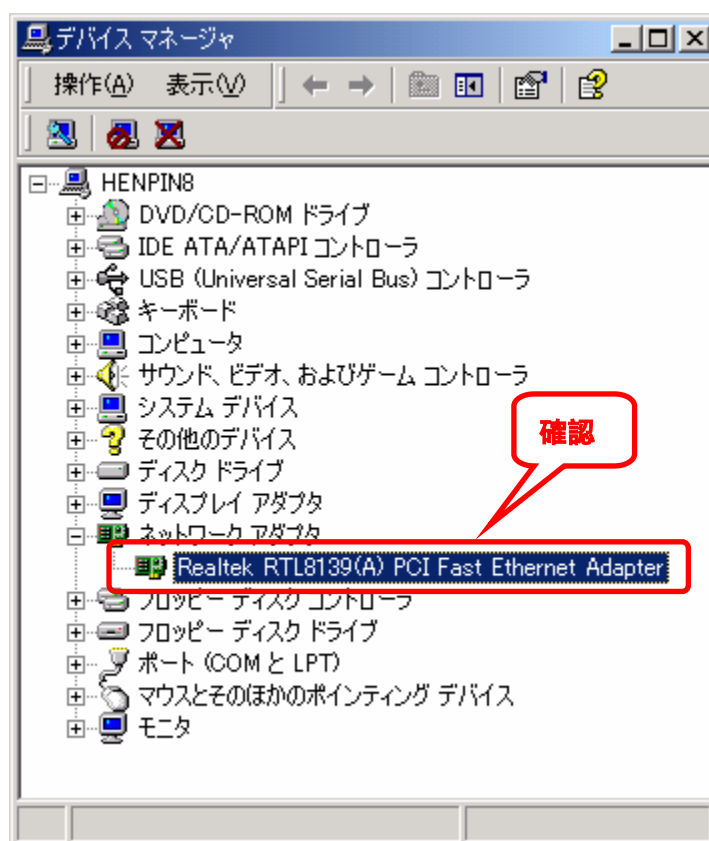 デバイス マネージャ
操作(A) 表示(V)
HENPIN8
DVD/CD-ROM ドライブ
IDE ATA/ATAPI コントローラ
USB (Universal Serial Bus) コントローラ
キーボード
コンピュータ
サウンド、ビデオ、およびゲーム コントローラ
システム デバイス
その他のデバイス
確認
ディスク ドライブ
ディスプレイ アダプタ
ネットワーク アダプタ
Realtek RTL8139(A) PCI Fast Ethernet Adapter
フロッピー ディスク コントローラ
フロッピー ディスク ドライブ
ポート (COM と LPT)
マウスとそのほかのポインティング デバイス
モニタ